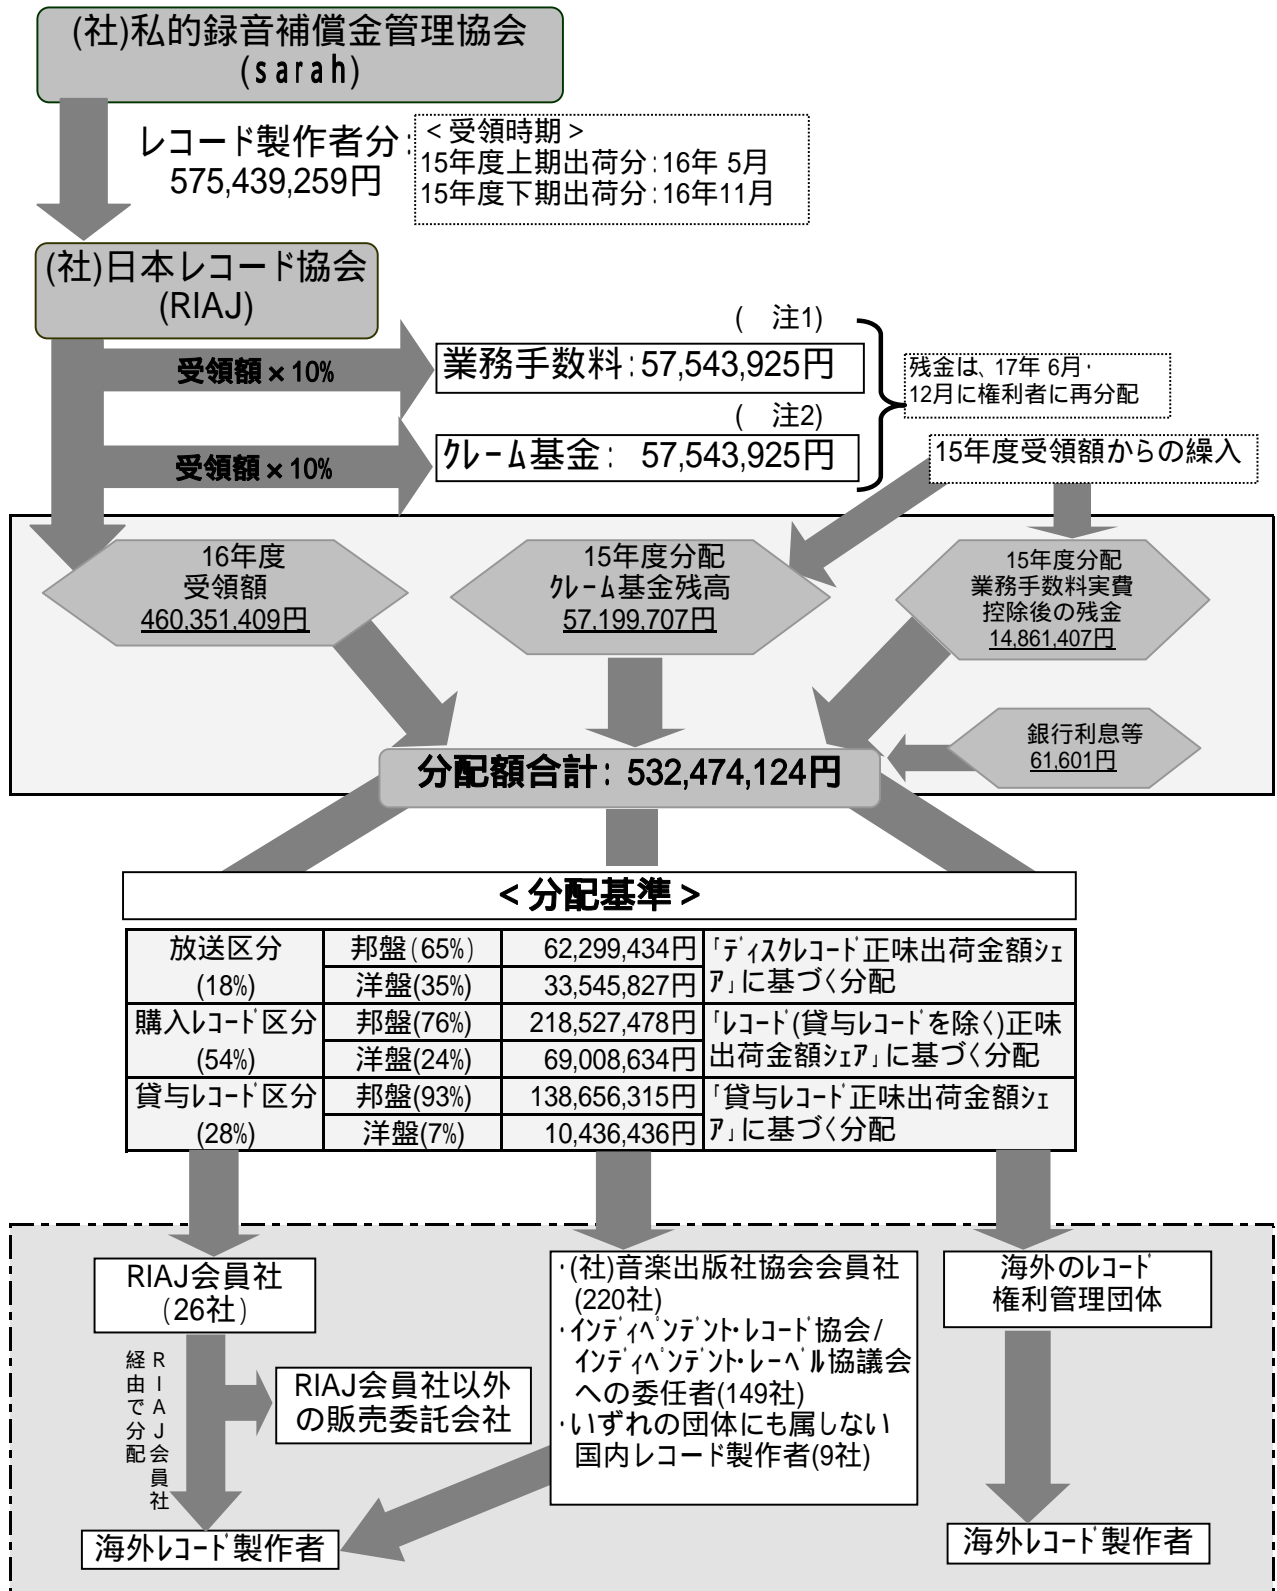 (社)私的録音補償金管理協会
(sarah)
レコード製作者分:
575,439,259円
<受領時期>
15年度上期出荷分:16年 5月
15年度下期出荷分:16年11月
(社)日本レコード協会
(RIAJ)
受領額×10%
(　注1)
業務手数料:57,543,925円
残金は、17年 6月・
12月に権利者に再分配
受領額×10%
(　注2)
クレーム基金:　57,543,925円
15年度受領額からの繰入
16年度
受領額
460,351,409円
15年度分配
クレーム基金残高
57,199,707円
15年度分配
業務手数料実費
控除後の残金
14,861,407円
銀行利息等
61,601円
分配額合計:532,474,124円
<分配基準>
放送区分
(18%)
邦盤(65%)
62,299,434円
洋盤(35%)
33,545,827円
「ディスクレコード正味出荷金額シェ
ア」に基づく分配
購入レコード区分
(54%)
邦盤(76%)
218,527,478円
洋盤(24%)
69,008,634円
「レコード(貸与レコードを除く)正味
出荷金額シェア」に基づく分配
貸与レコード区分
(28%)
邦盤(93%)
138,656,315円
洋盤(7%)
10,436,436円
「貸与レコード正味出荷金額シェ
ア」に基づく分配
RIAJ会員社
(26社)
RIAJ会員社
経由で分配
RIAJ会員社以外
の販売委託会社
海外レコード製作者
・(社)音楽出版社協会会員社
(220社)
・インディペンデント・レコード協会/
インディペンデント・レーベル協議会
への委任者(149社)
・いずれの団体にも属しない
国内レコード製作者(9社)
海外のレコード
権利管理団体
海外レコード製作者